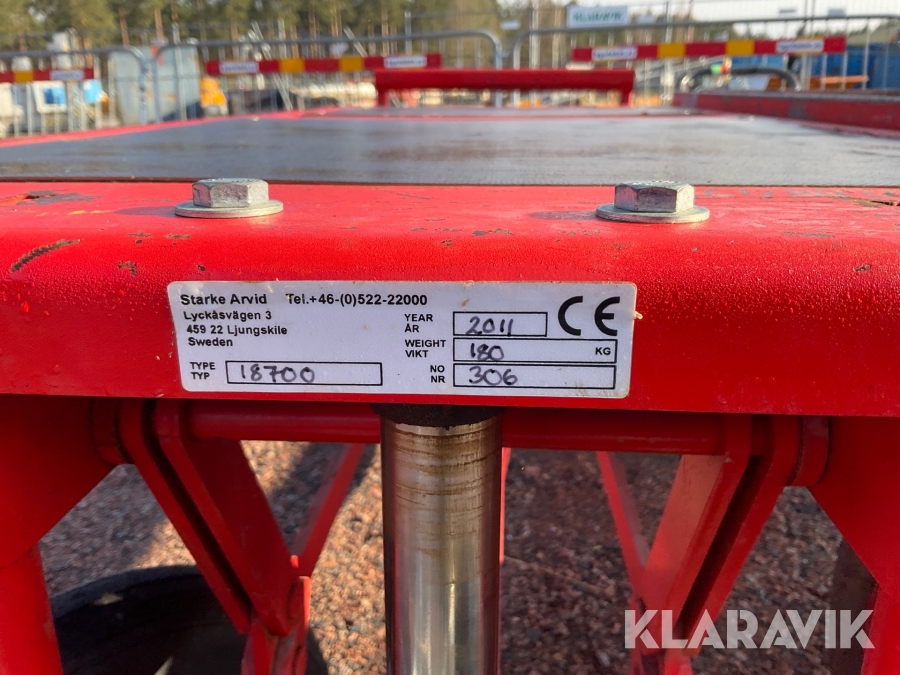 KLARAVIK
Starke Arvid Tel.+46-(0)522-22000
Lyckåsvägen 3
459 22 Ljungskile
Sweden
TYPE
TYP
18700
YEAR
ÅR
2011
CE
WEIGHT
VIKT
180
KG
NO
NR
306
KLARAVIK